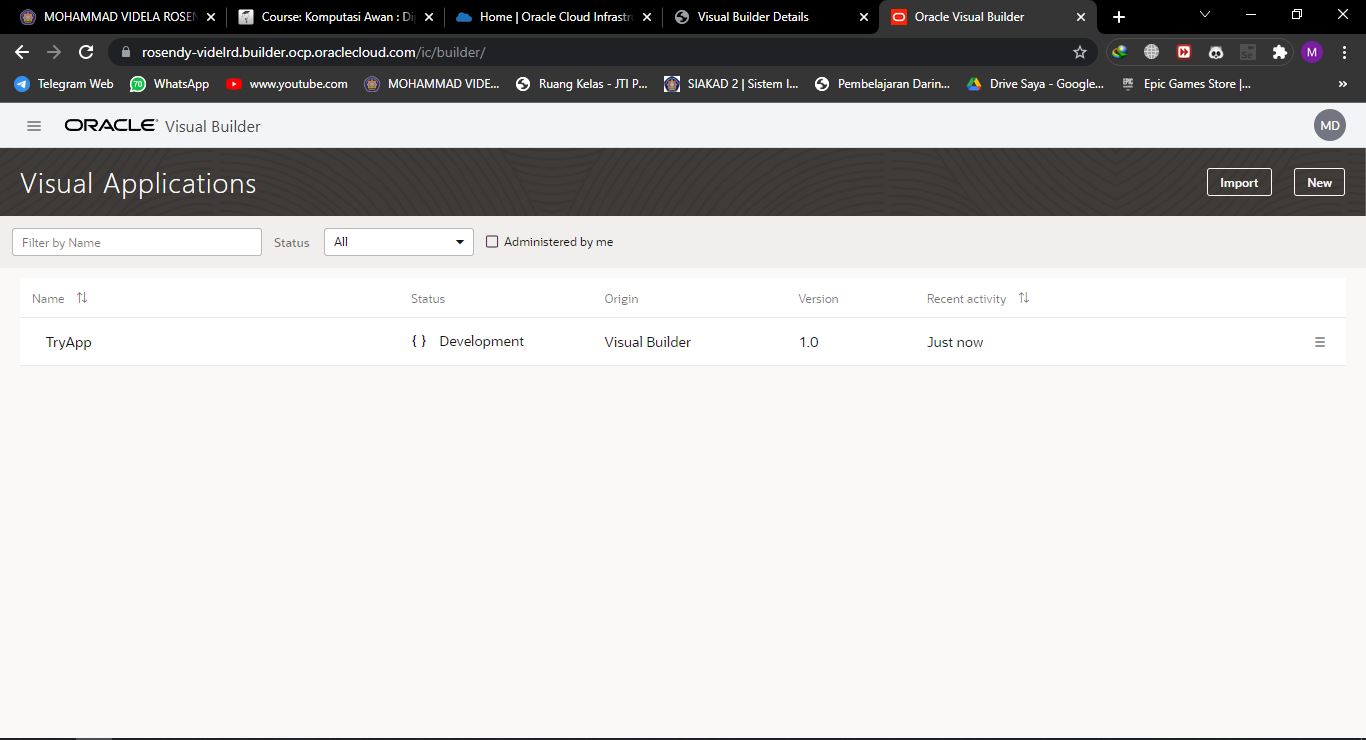 MOHAMMAD VIDELA ROSEN
Course: Komputasi Awan : Di
Home | Oracle Cloud Infrastr
Visual Builder Details
Oracle Visual Builder
rosendy-videlrd.builder.ocp.oraclecloud.com/ic/builder/
M
Telegram Web
70
WhatsApp
www.youtube.com
MOHAMMAD VIDE...
Ruang Kelas - JTI P...
SIAKAD 2 | Sistem I...
Pembelajaran Darin...
Drive Saya - Google...
EPIC
Epic Games Store |...
»
ORACLE Visual Builder
MD
Visual Applications
Import
New
Filter by Name
Status
All
Administered by me
Name
Status
Origin
Version
Recent activity
TryApp
{ } Development
Visual Builder
1.0
Just now